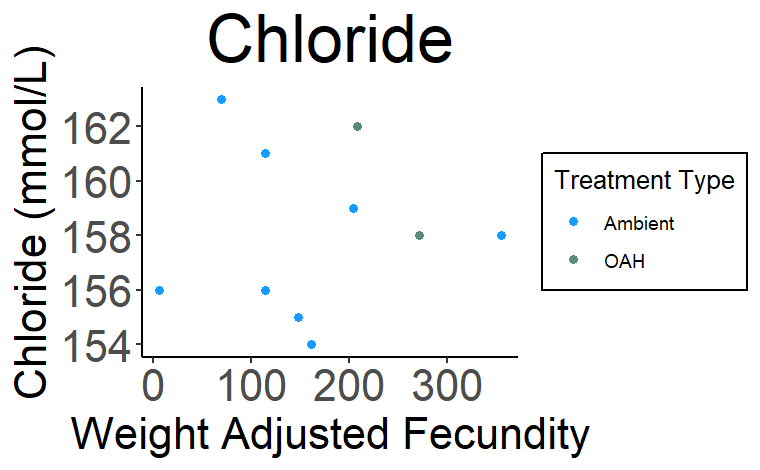 Chloride
Chloride (mmol/L)
162
160
158
156
154
0 100 200 300
Weight Adjusted Fecundity
Treatment Type
Ambient
OAH